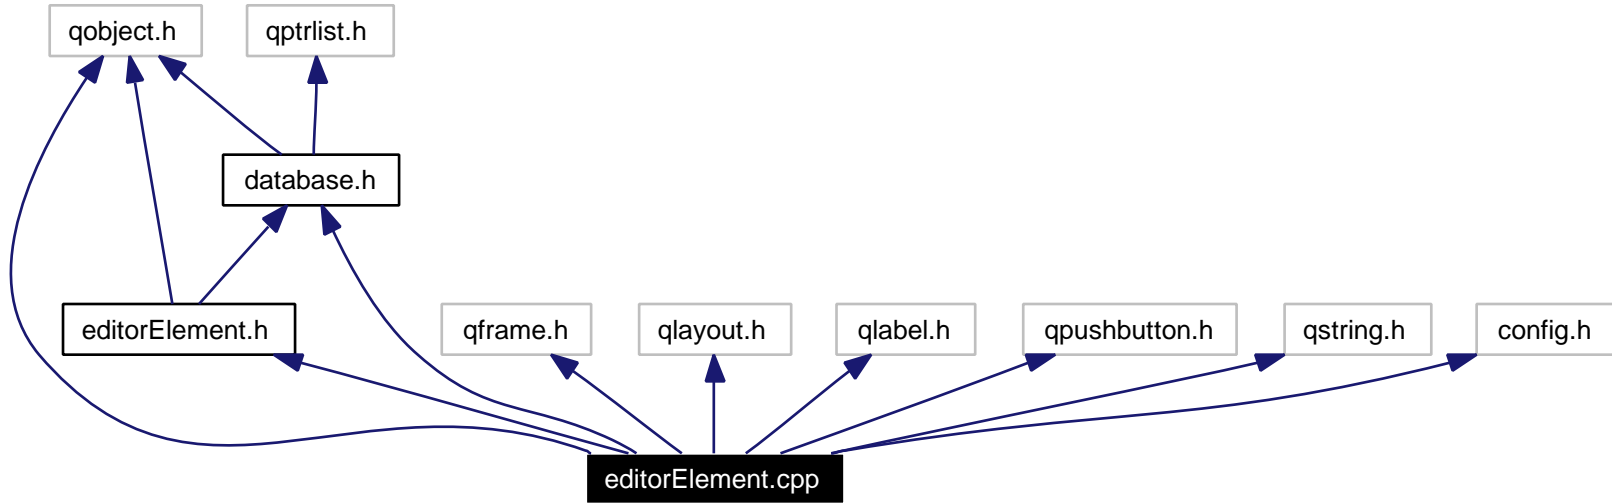 qobject.h
qptrlist.h
database.h
editorElement.h
qframe.h
qlayout.h
qlabel.h
qpushbutton.h
qstring.h
config.h
editorElement.cpp